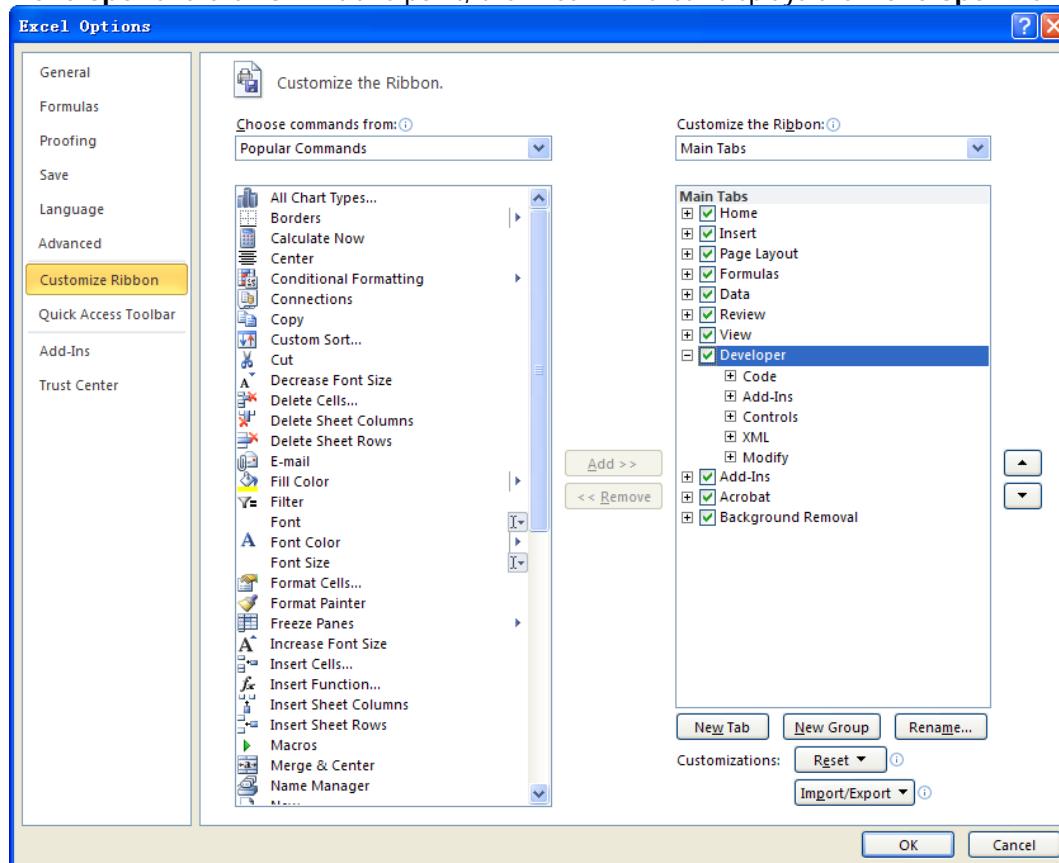 Excel Options
General
Formulas
Proofing
Save
Language
Advanced
Customize Ribbon
Quick Access Toolbar
Add-Ins
Trust Center
Customize the Ribbon.
Choose commands from:
Popular Commands
All Chart Types...
Borders
Calculate Now
Center
Conditional Formatting
Connections
Copy
Custom Sort...
Cut
Decrease Font Size
Delete Cells...
Delete Sheet Columns
Delete Sheet Rows
E-mail
Fill Color
Filter
Font
Font Color
Font Size
Format Cells...
Format Painter
Freeze Panes
Increase Font Size
Insert Cells...
Insert Function...
Insert Sheet Columns
Insert Sheet Rows
Macros
Merge & Center
Name Manager
Add >>
<< Remove
Customize the Ribbon:
Main Tabs
Main Tabs
Home
Insert
Page Layout
Formulas
Data
Review
View
Developer
Code
Add-Ins
Controls
XML
Modify
Add-Ins
Acrobat
Background Removal
New Tab
New Group
Rename...
Customizations:
Reset
Import/Export
OK
Cancel